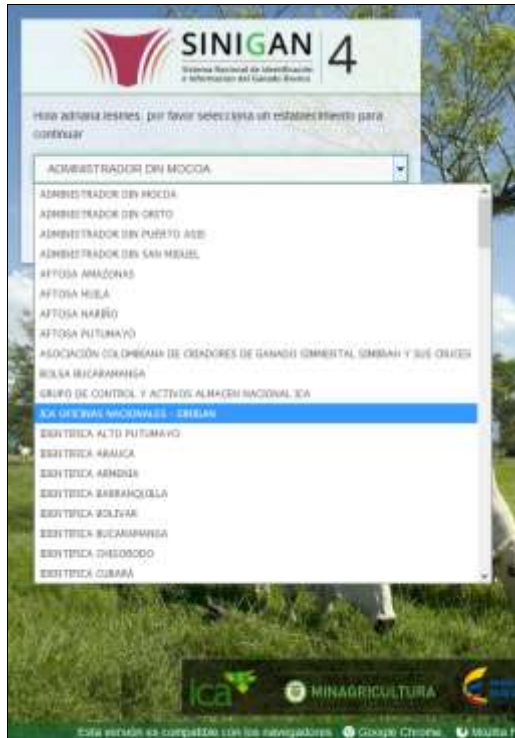 SINIGAN 4
Sistema Nacional de Identificación
e Información del Ganado Bovino
Hola adriana lesmes, por favor selecciona un establecimiento para
continuar
ADMINISTRADOR DIN MOCOA
ADMINISTRADOR DIN MOCOA
ADMINISTRADOR DIN ORITO
ADMINISTRADOR DIN PUERTO ASIS
ADMINISTRADOR DIN SAN MIGUEL
AFTOSA AMAZONAS
AFTOSA HUILA
AFTOSA NARIÑO
AFTOSA PUTUMAYO
ASOCIACIÓN COLOMBIANA DE CRIADORES DE GANADO SIMMENTAL SIMBRAH Y SUS CRUCES
BOLSA BUCARAMANGA
GRUPO DE CONTROL Y ACTIVOS ALMACEN NACIONAL ICA
ICA OFICINAS NACIONALES - SINIGAN
IDENTIFICA ALTO PUTUMAYO
IDENTIFICA ARAUCA
IDENTIFICA ARMENIA
IDENTIFICA BARRANQUILLA
IDENTIFICA BOLIVAR
IDENTIFICA BUCARAMANGA
IDENTIFICA CHIGORODO
IDENTIFICA CUBARÁ
ica
MINAGRICULTURA
Esta versión es compatible con los navegadores Google Chrome Mozilla